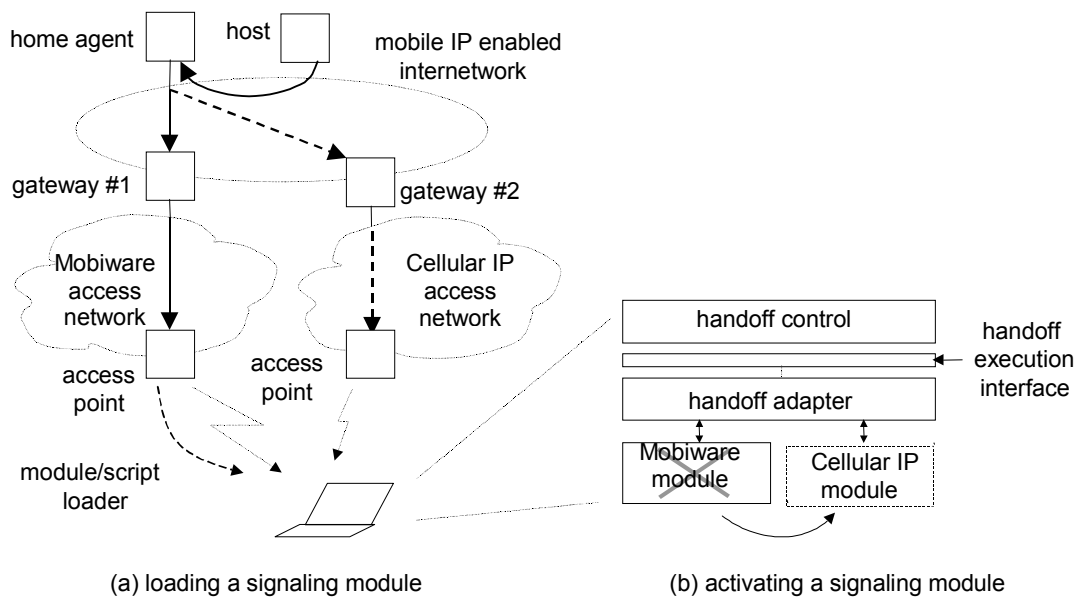 home agent
host
mobile IP enabled
internetwork
gateway #1
gateway #2
Mobiware
access
network
Cellular IP
access
network
access
point
access
point
module/script
loader
handoff control
handoff
execution
interface
handoff adapter
Mobiware
module
Cellular IP
module
(a) loading a signaling module
(b) activating a signaling module